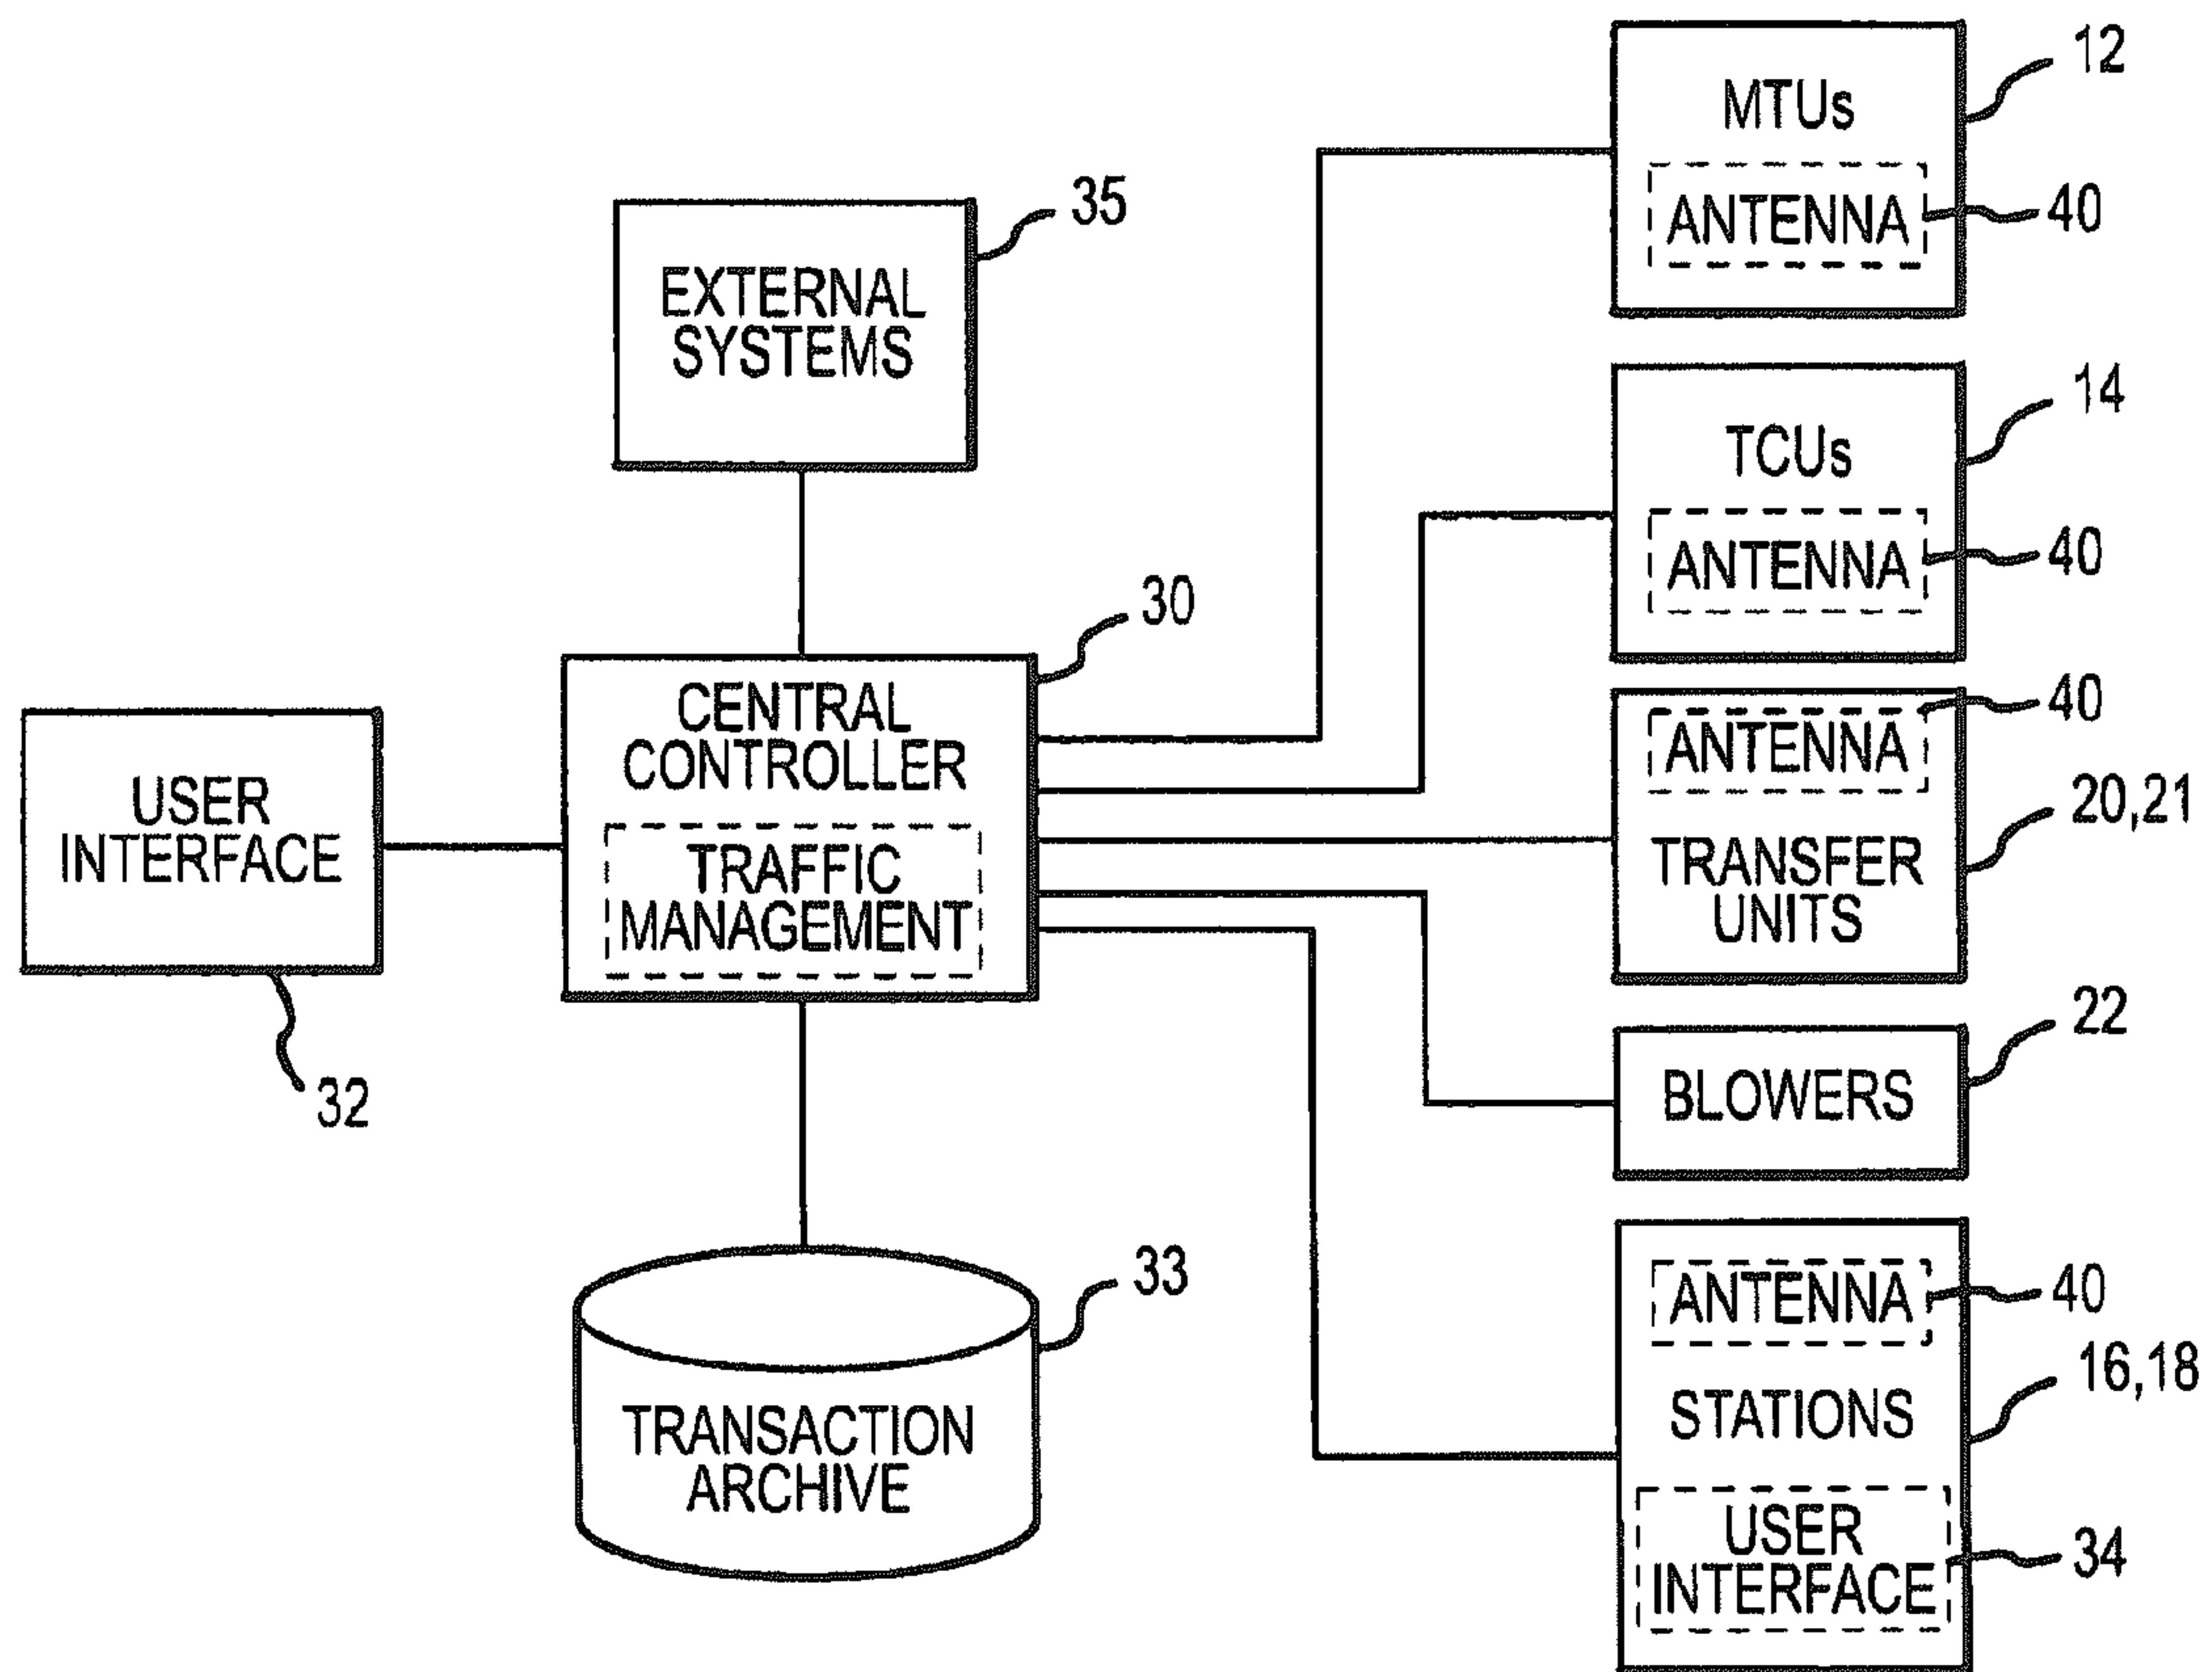 MTUs
12
ANTENNA
40
EXTERNAL
SYSTEMS
35
TCUs
14
ANTENNA
40
CENTRAL
CONTROLLER
30
TRAFFIC
MANAGEMENT
USER
INTERFACE
32
ANTENNA
40
TRANSFER
UNITS
20,21
BLOWERS
22
TRANSACTION
ARCHIVE
33
ANTENNA
40
STATIONS
16,18
USER
INTERFACE
34